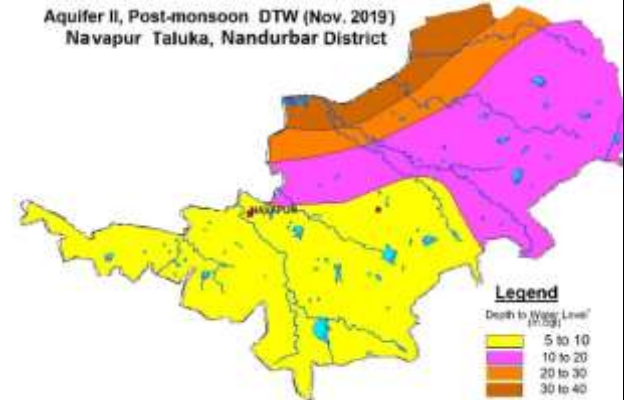 Aquifer II, Post-monsoon DTW (Nov. 2019)
Navapur Taluka, Nandurbar District
NAVAPUR
Legend
Depth to Water Level
(m bgl)
5 to 10
10 to 20
20 to 30
30 to 40